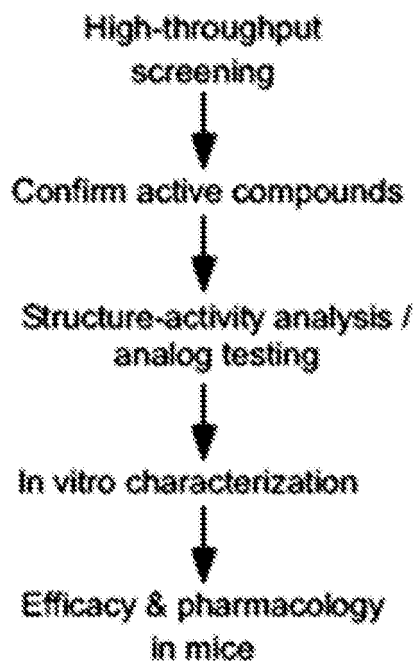 High-throughput
screening
Confirm active compounds
Structure-activity analysis /
analog testing
In vitro characterization
Efficacy & pharmacology
in mice